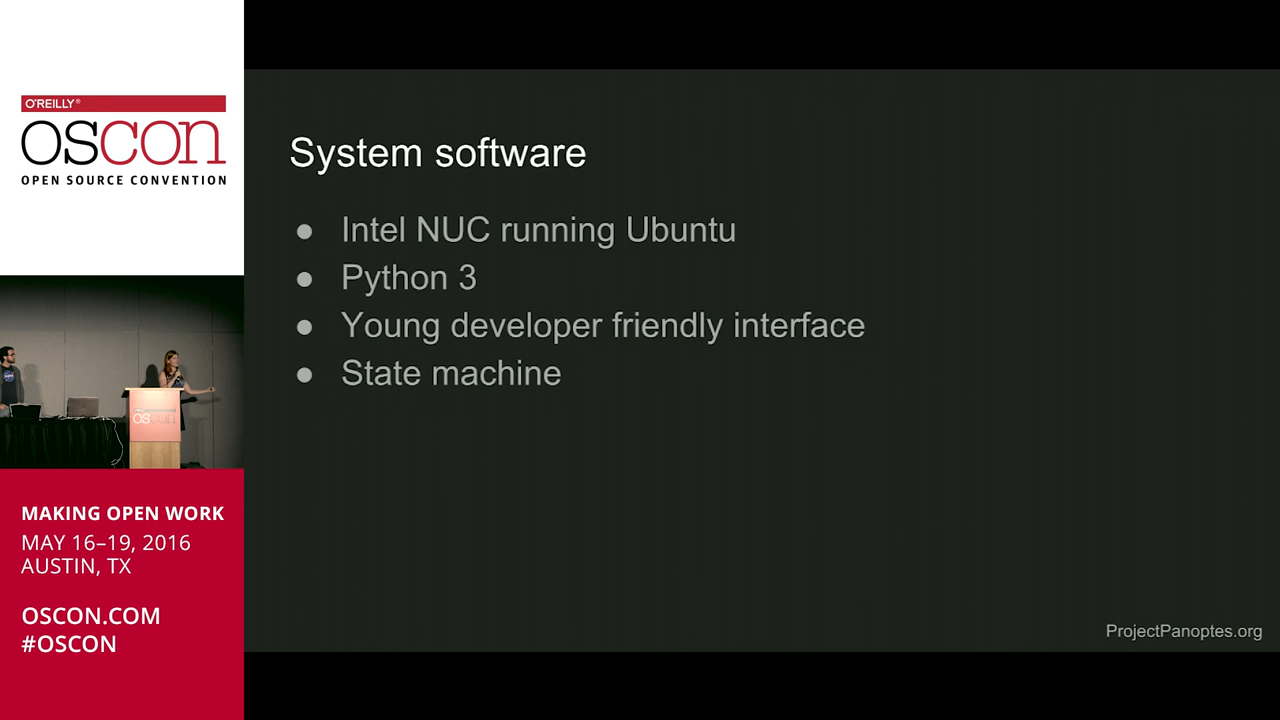 O'REILLY®
OSCON
OPEN SOURCE CONVENTION
OSCON
MAKING OPEN WORK
MAY 16–19, 2016
AUSTIN, TX
OSCON.COM
#OSCON
System software
● Intel NUC running Ubuntu
● Python 3
● Young developer friendly interface
● State machine
ProjectPanoptes.org